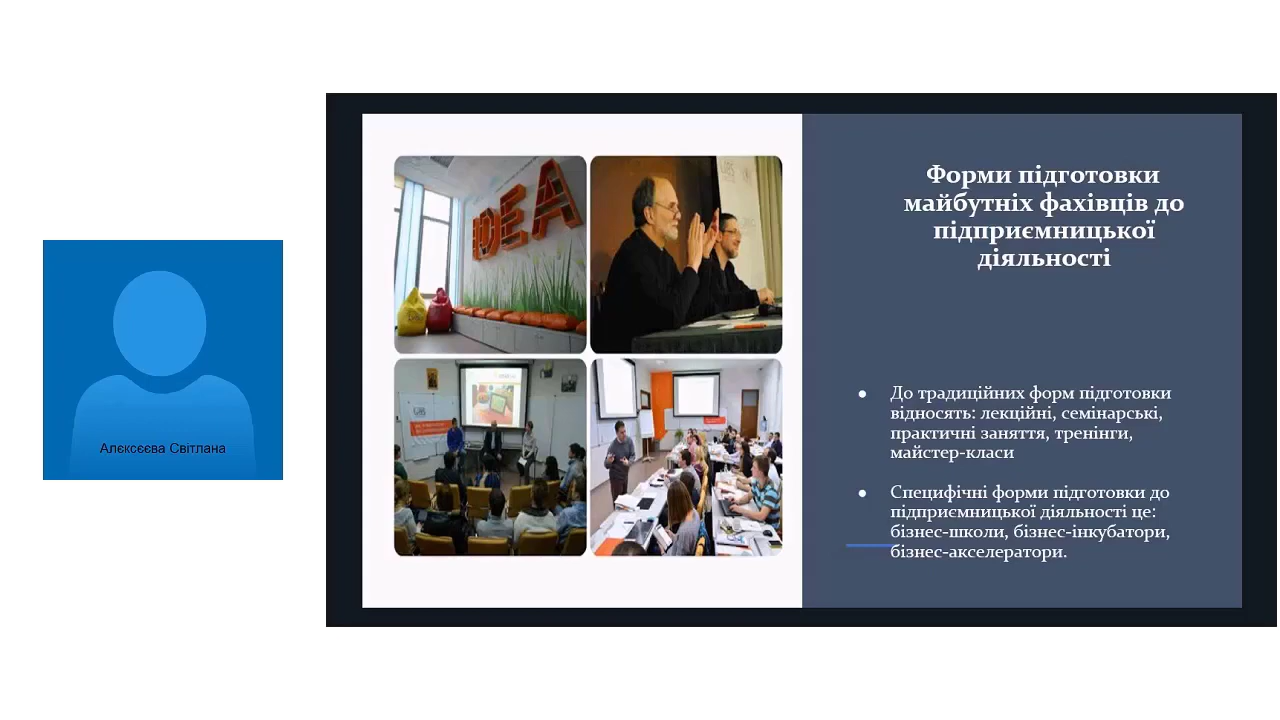 Алєксєєва Світлана
IDEA
Форми підготовки
майбутніх фахівців до
підприємницької
діяльності
● До традиційних форм підготовки
відносять: лекційні, семінарські,
практичні заняття, тренінги,
майстер-класи
● Специфічні форми підготовки до
підприємницької діяльності це:
бізнес-школи, бізнес-інкубатори,
бізнес-акселератори.